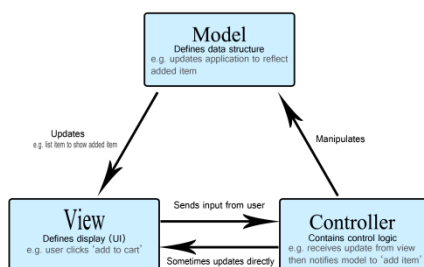 Model
Defines data structure
e.g. updates application to reflect
added item
Updates
e.g. list item to show added item
Manipulates
View
Defines display (UI)
e.g. user clicks 'add to cart'
Sends input from user
Sometimes updates directly
Controller
Contains control logic
e.g. receives update from view
then notifies model to 'add item'